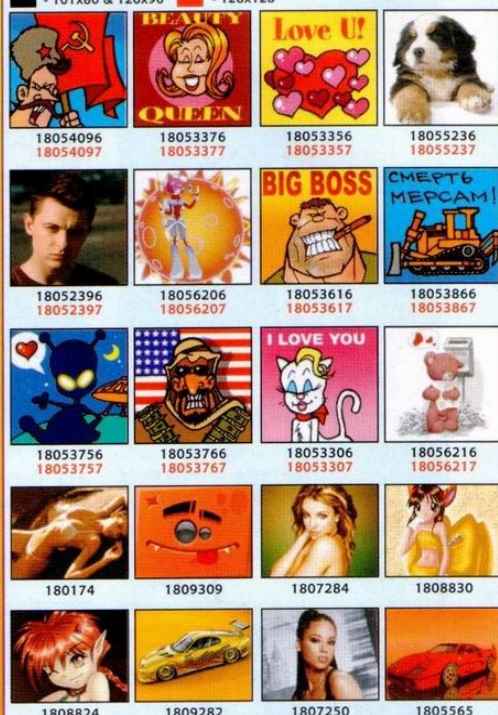 - 101x80 & 120x90 - 128x128
BEAUTY
QUEEN
Love U!
18054096 18053376 18053356 18055236
18054097 18053377 18053357 18055237
BIG BOSS
СМЕРТЬ
МЕРСАМ!
18052396 18056206 18053616 18053866
18052397 18056207 18053617 18053867
I LOVE YOU
18053756 18053766 18053306 18056216
18053757 18053767 18053307 18056217
180174 1809309 1807284 1808830
1808824 1809282 1807250 1805565